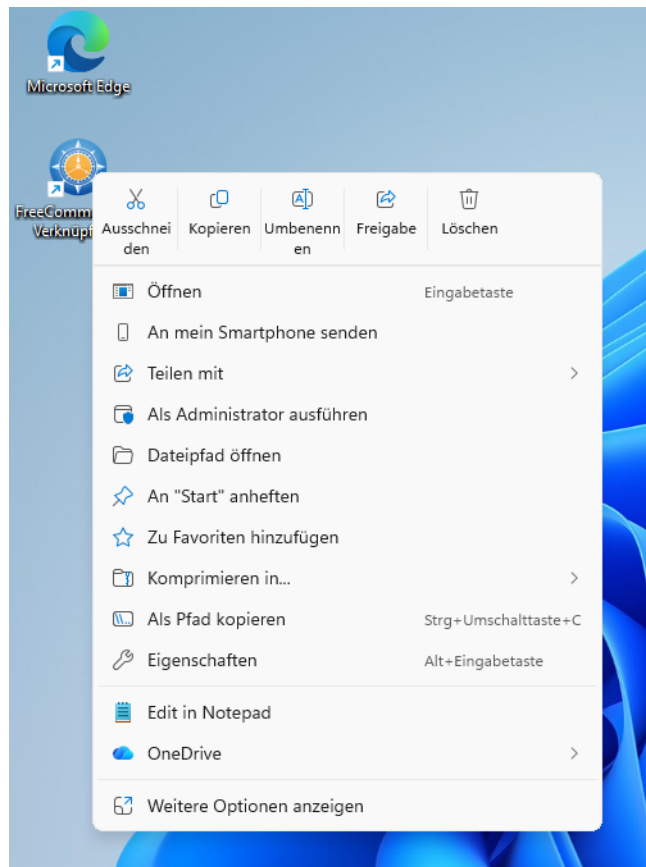 Microsoft Edge
FreeComm
Verknüpf
Ausschnei
den
Kopieren
Umbenenn
en
Freigabe
Löschen
Öffnen Eingabetaste
An mein Smartphone senden
Teilen mit
Als Administrator ausführen
Dateipfad öffnen
An "Start" anheften
Zu Favoriten hinzufügen
Komprimieren in...
Als Pfad kopieren Strg+Umschalttaste+C
Eigenschaften Alt+Eingabetaste
Edit in Notepad
OneDrive
Weitere Optionen anzeigen